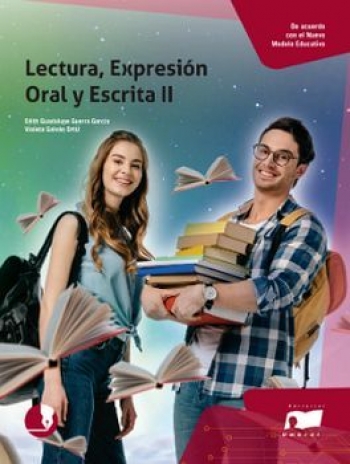 De acuerdo
con el Nuevo
Modelo Educativo
Lectura, Expresión
Oral y Escrita II
Edith Guadalupe Guerra García
Violeta Galván Ortiz
Editorial
Umbral